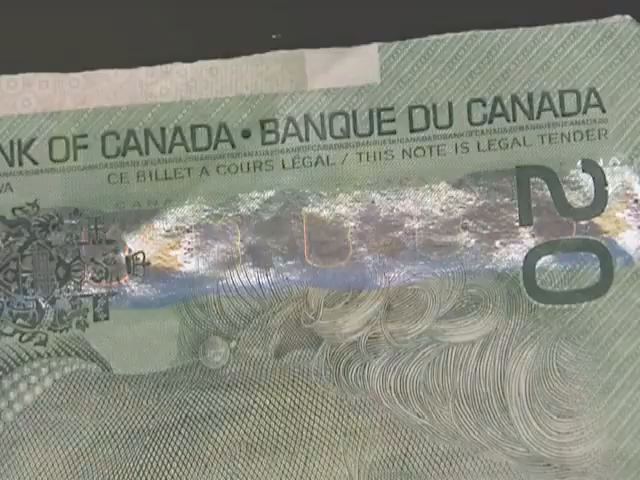 NK OF CANADA • BANQUE DU CANADA
CE BILLET A COURS LÉGAL / THIS NOTE IS LEGAL TENDER
20